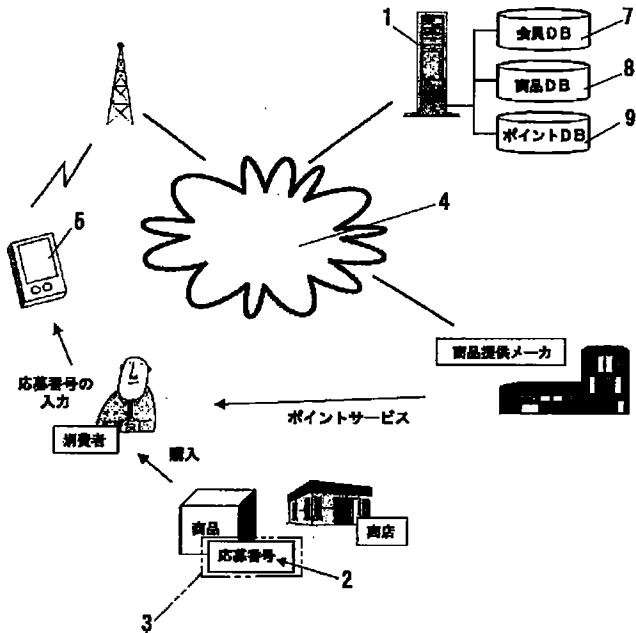 1
会員DB
7
商品DB
8
ポイントDB
9
4
5
商品提供メーカ
応募番号の
入力
ポイントサービス
消費者
購入
商品
商店
応募番号
2
3